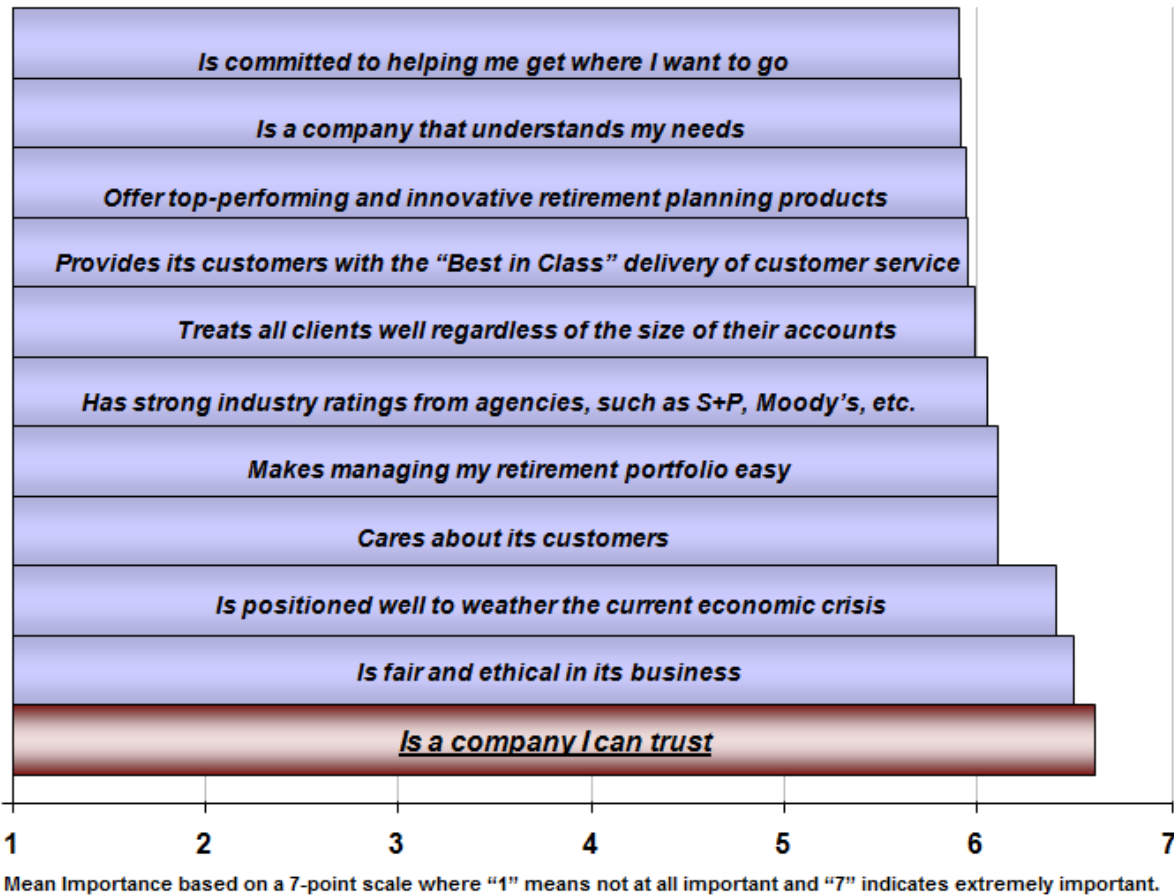 Is committed to helping me get where I want to go
Is a company that understands my needs
Offer top-performing and innovative retirement planning products
Provides its customers with the “Best in Class” delivery of customer service
Treats all clients well regardless of the size of their accounts
Has strong industry ratings from agencies, such as S+P, Moody’s, etc.
Makes managing my retirement portfolio easy
Cares about its customers
Is positioned well to weather the current economic crisis
Is fair and ethical in its business
Is a company I can trust
1 2 3 4 5 6 7
Mean Importance based on a 7-point scale where “1” means not at all important and “7” indicates extremely important.